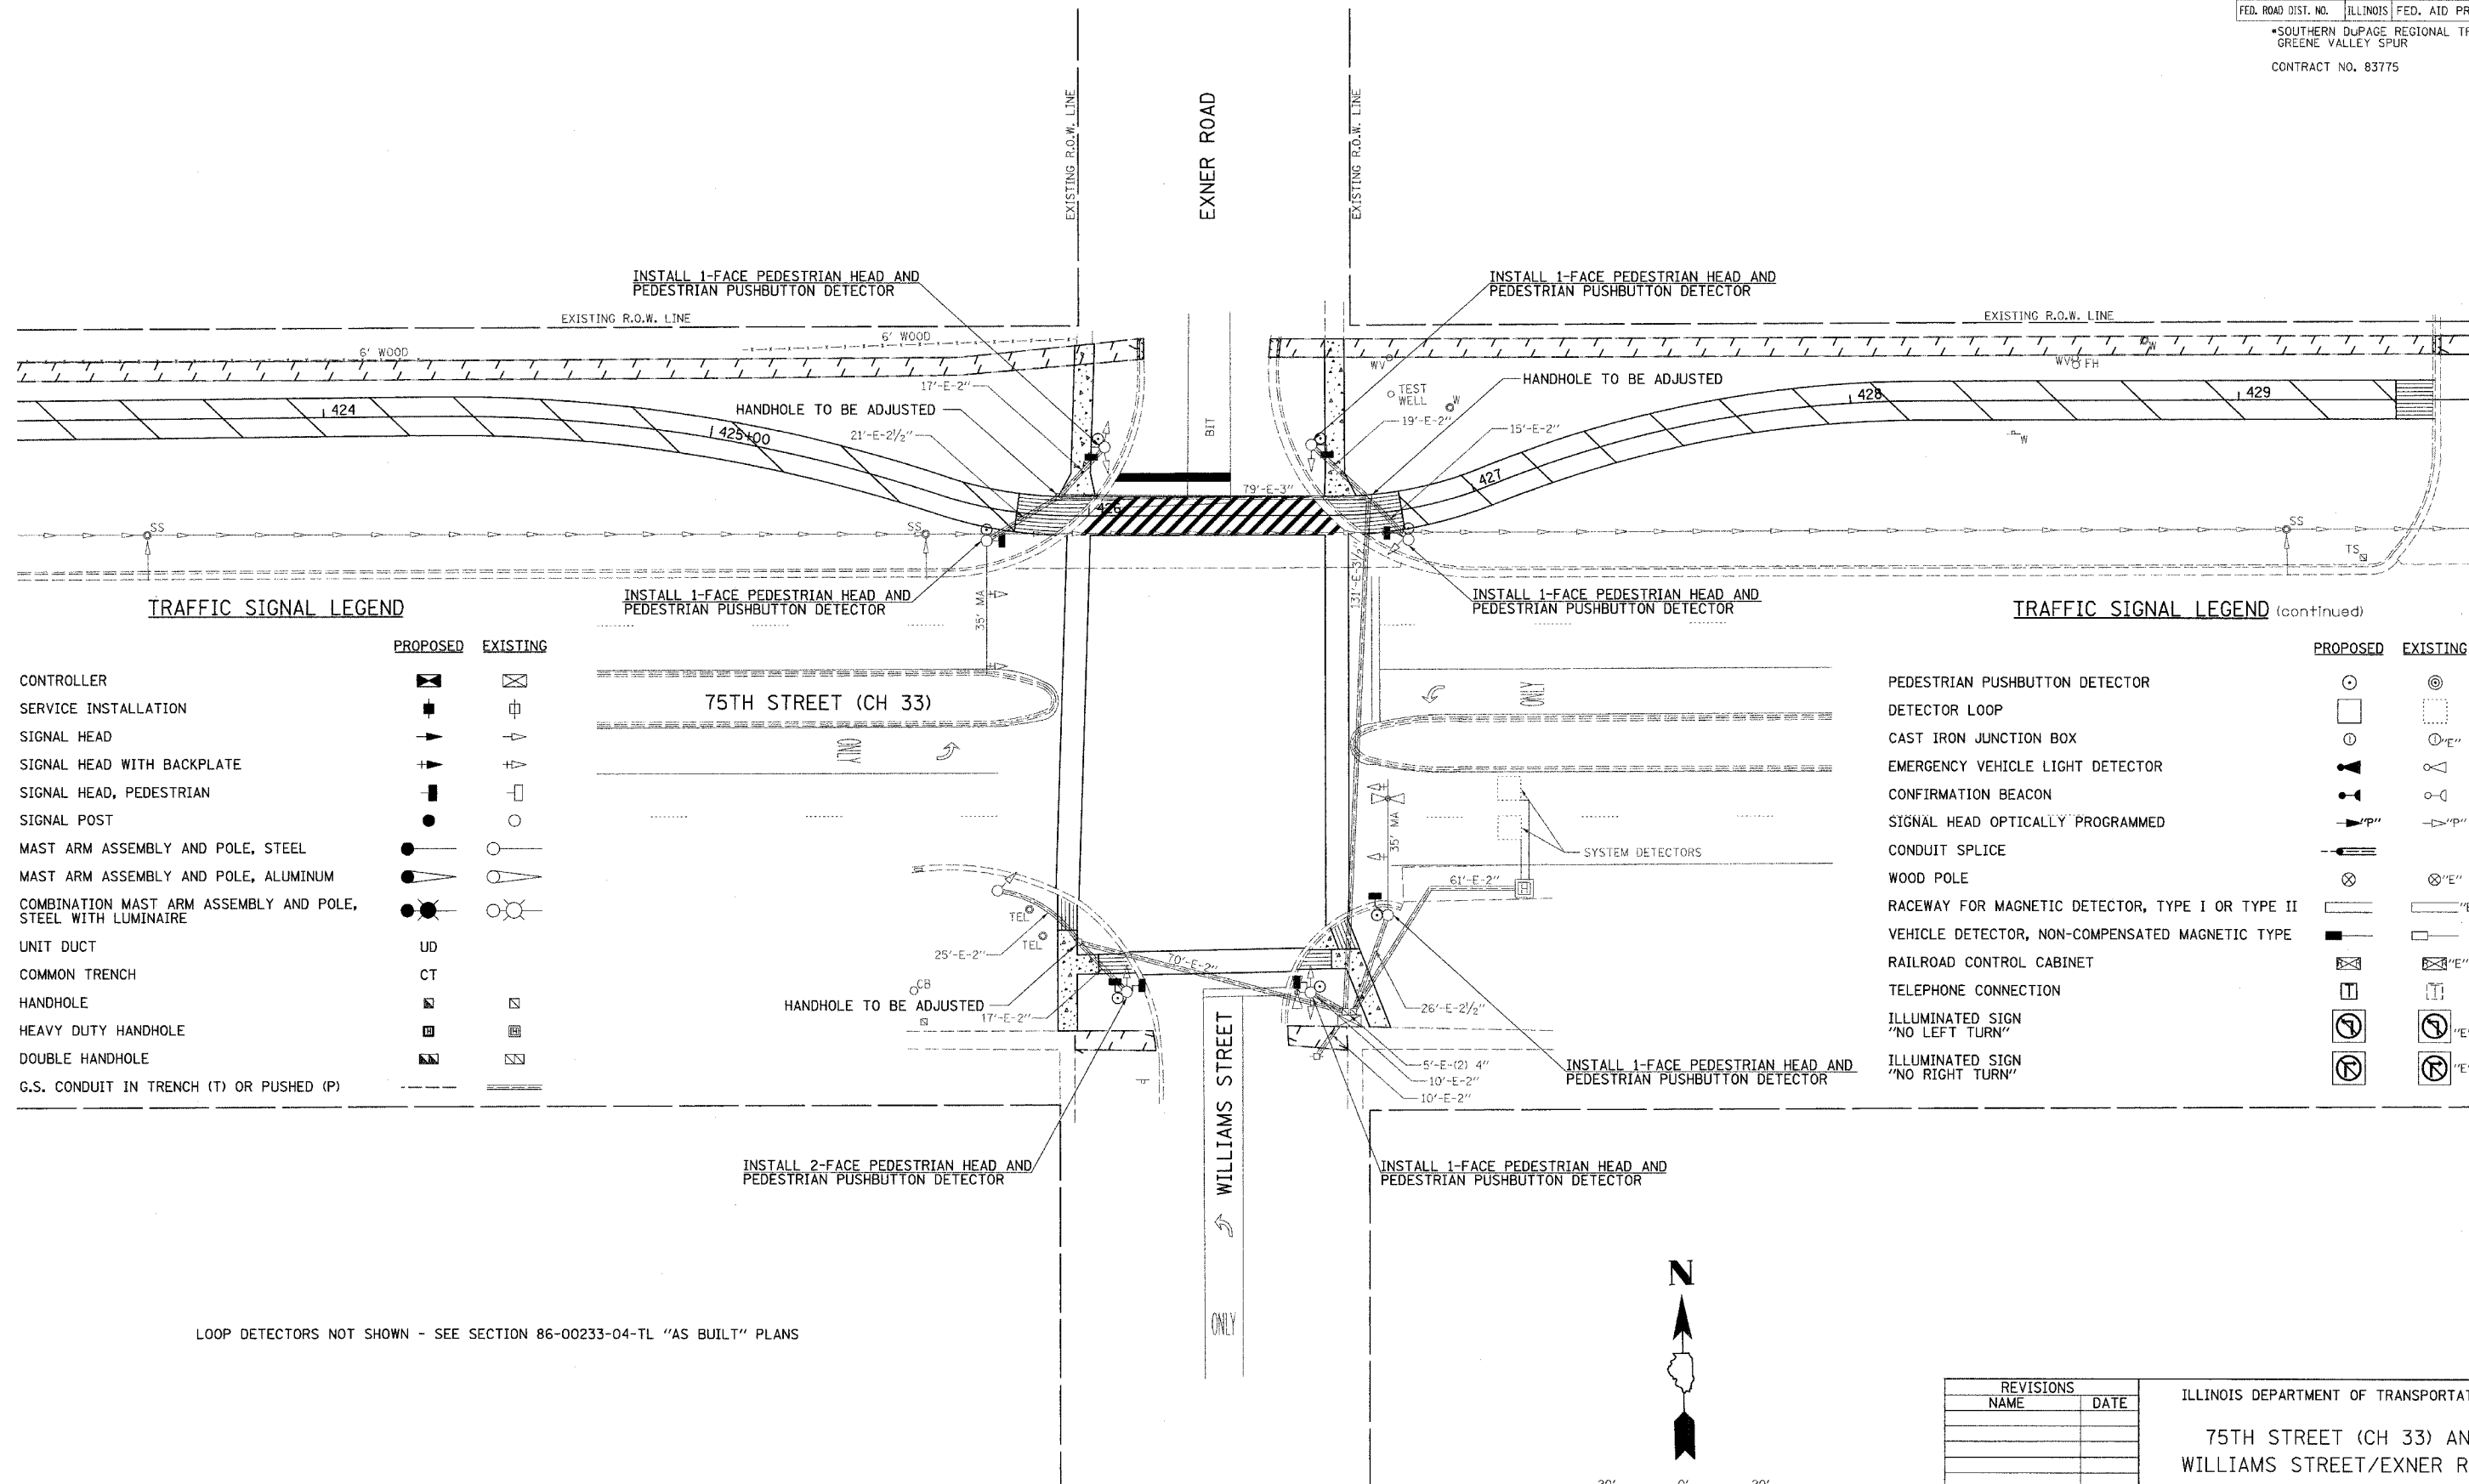 FED. ROAD DIST. NO. ILLINOIS FED. AID PR
*SOUTHERN DuPAGE REGIONAL TR
GREENE VALLEY SPUR
CONTRACT NO. 83775
EXISTING R.O.W. LINE
EXNER ROAD
EXISTING R.O.W. LINE
INSTALL 1-FACE PEDESTRIAN HEAD AND
PEDESTRIAN PUSHBUTTON DETECTOR
INSTALL 1-FACE PEDESTRIAN HEAD AND
PEDESTRIAN PUSHBUTTON DETECTOR
EXISTING R.O.W. LINE
EXISTING R.O.W. LINE
6' WOOD
6' WOOD
WV
WV FH
W
17'-E-2"
HANDHOLE TO BE ADJUSTED
TEST
WELL
W
HANDHOLE TO BE ADJUSTED
424
HANDHOLE TO BE ADJUSTED
19'-E-2"
15'-E-2"
428
429
425+00
21'-E-2½"
BIT
W
427
79'-E-3"
426
SS
SS
SS
TS
131'-E-3½"
INSTALL 1-FACE PEDESTRIAN HEAD AND
PEDESTRIAN PUSHBUTTON DETECTOR
INSTALL 1-FACE PEDESTRIAN HEAD AND
PEDESTRIAN PUSHBUTTON DETECTOR
35' MA
75TH STREET (CH 33)
ONLY
ONLY
35' MA
SYSTEM DETECTORS
61'-E-2"
H
TEL
TEL
25'-E-2"
70'-E-2"
CB
HANDHOLE TO BE ADJUSTED
17'-E-2"
26'-E-2½"
5'-E-(2) 4"
10'-E-2"
10'-E-2"
INSTALL 1-FACE PEDESTRIAN HEAD AND
PEDESTRIAN PUSHBUTTON DETECTOR
WILLIAMS STREET
INSTALL 2-FACE PEDESTRIAN HEAD AND
PEDESTRIAN PUSHBUTTON DETECTOR
INSTALL 1-FACE PEDESTRIAN HEAD AND
PEDESTRIAN PUSHBUTTON DETECTOR
ONLY
TRAFFIC SIGNAL LEGEND
PROPOSED EXISTING
CONTROLLER
SERVICE INSTALLATION
SIGNAL HEAD
SIGNAL HEAD WITH BACKPLATE
SIGNAL HEAD, PEDESTRIAN
SIGNAL POST
MAST ARM ASSEMBLY AND POLE, STEEL
MAST ARM ASSEMBLY AND POLE, ALUMINUM
COMBINATION MAST ARM ASSEMBLY AND POLE,
STEEL WITH LUMINAIRE
UNIT DUCT UD
COMMON TRENCH CT
HANDHOLE
HEAVY DUTY HANDHOLE H H
DOUBLE HANDHOLE
G.S. CONDUIT IN TRENCH (T) OR PUSHED (P)
TRAFFIC SIGNAL LEGEND (continued)
PROPOSED EXISTING
PEDESTRIAN PUSHBUTTON DETECTOR
DETECTOR LOOP
CAST IRON JUNCTION BOX "E"
EMERGENCY VEHICLE LIGHT DETECTOR
CONFIRMATION BEACON
SIGNAL HEAD OPTICALLY PROGRAMMED "P" "P"
CONDUIT SPLICE
WOOD POLE "E"
RACEWAY FOR MAGNETIC DETECTOR, TYPE I OR TYPE II
VEHICLE DETECTOR, NON-COMPENSATED MAGNETIC TYPE
RAILROAD CONTROL CABINET "E"
TELEPHONE CONNECTION T T
ILLUMINATED SIGN
"NO LEFT TURN"
ILLUMINATED SIGN
"NO RIGHT TURN"
LOOP DETECTORS NOT SHOWN - SEE SECTION 86-00233-04-TL "AS BUILT" PLANS
N
REVISIONS
NAME DATE
ILLINOIS DEPARTMENT OF TRANSPORTAT
75TH STREET (CH 33) AN
WILLIAMS STREET/EXNER R